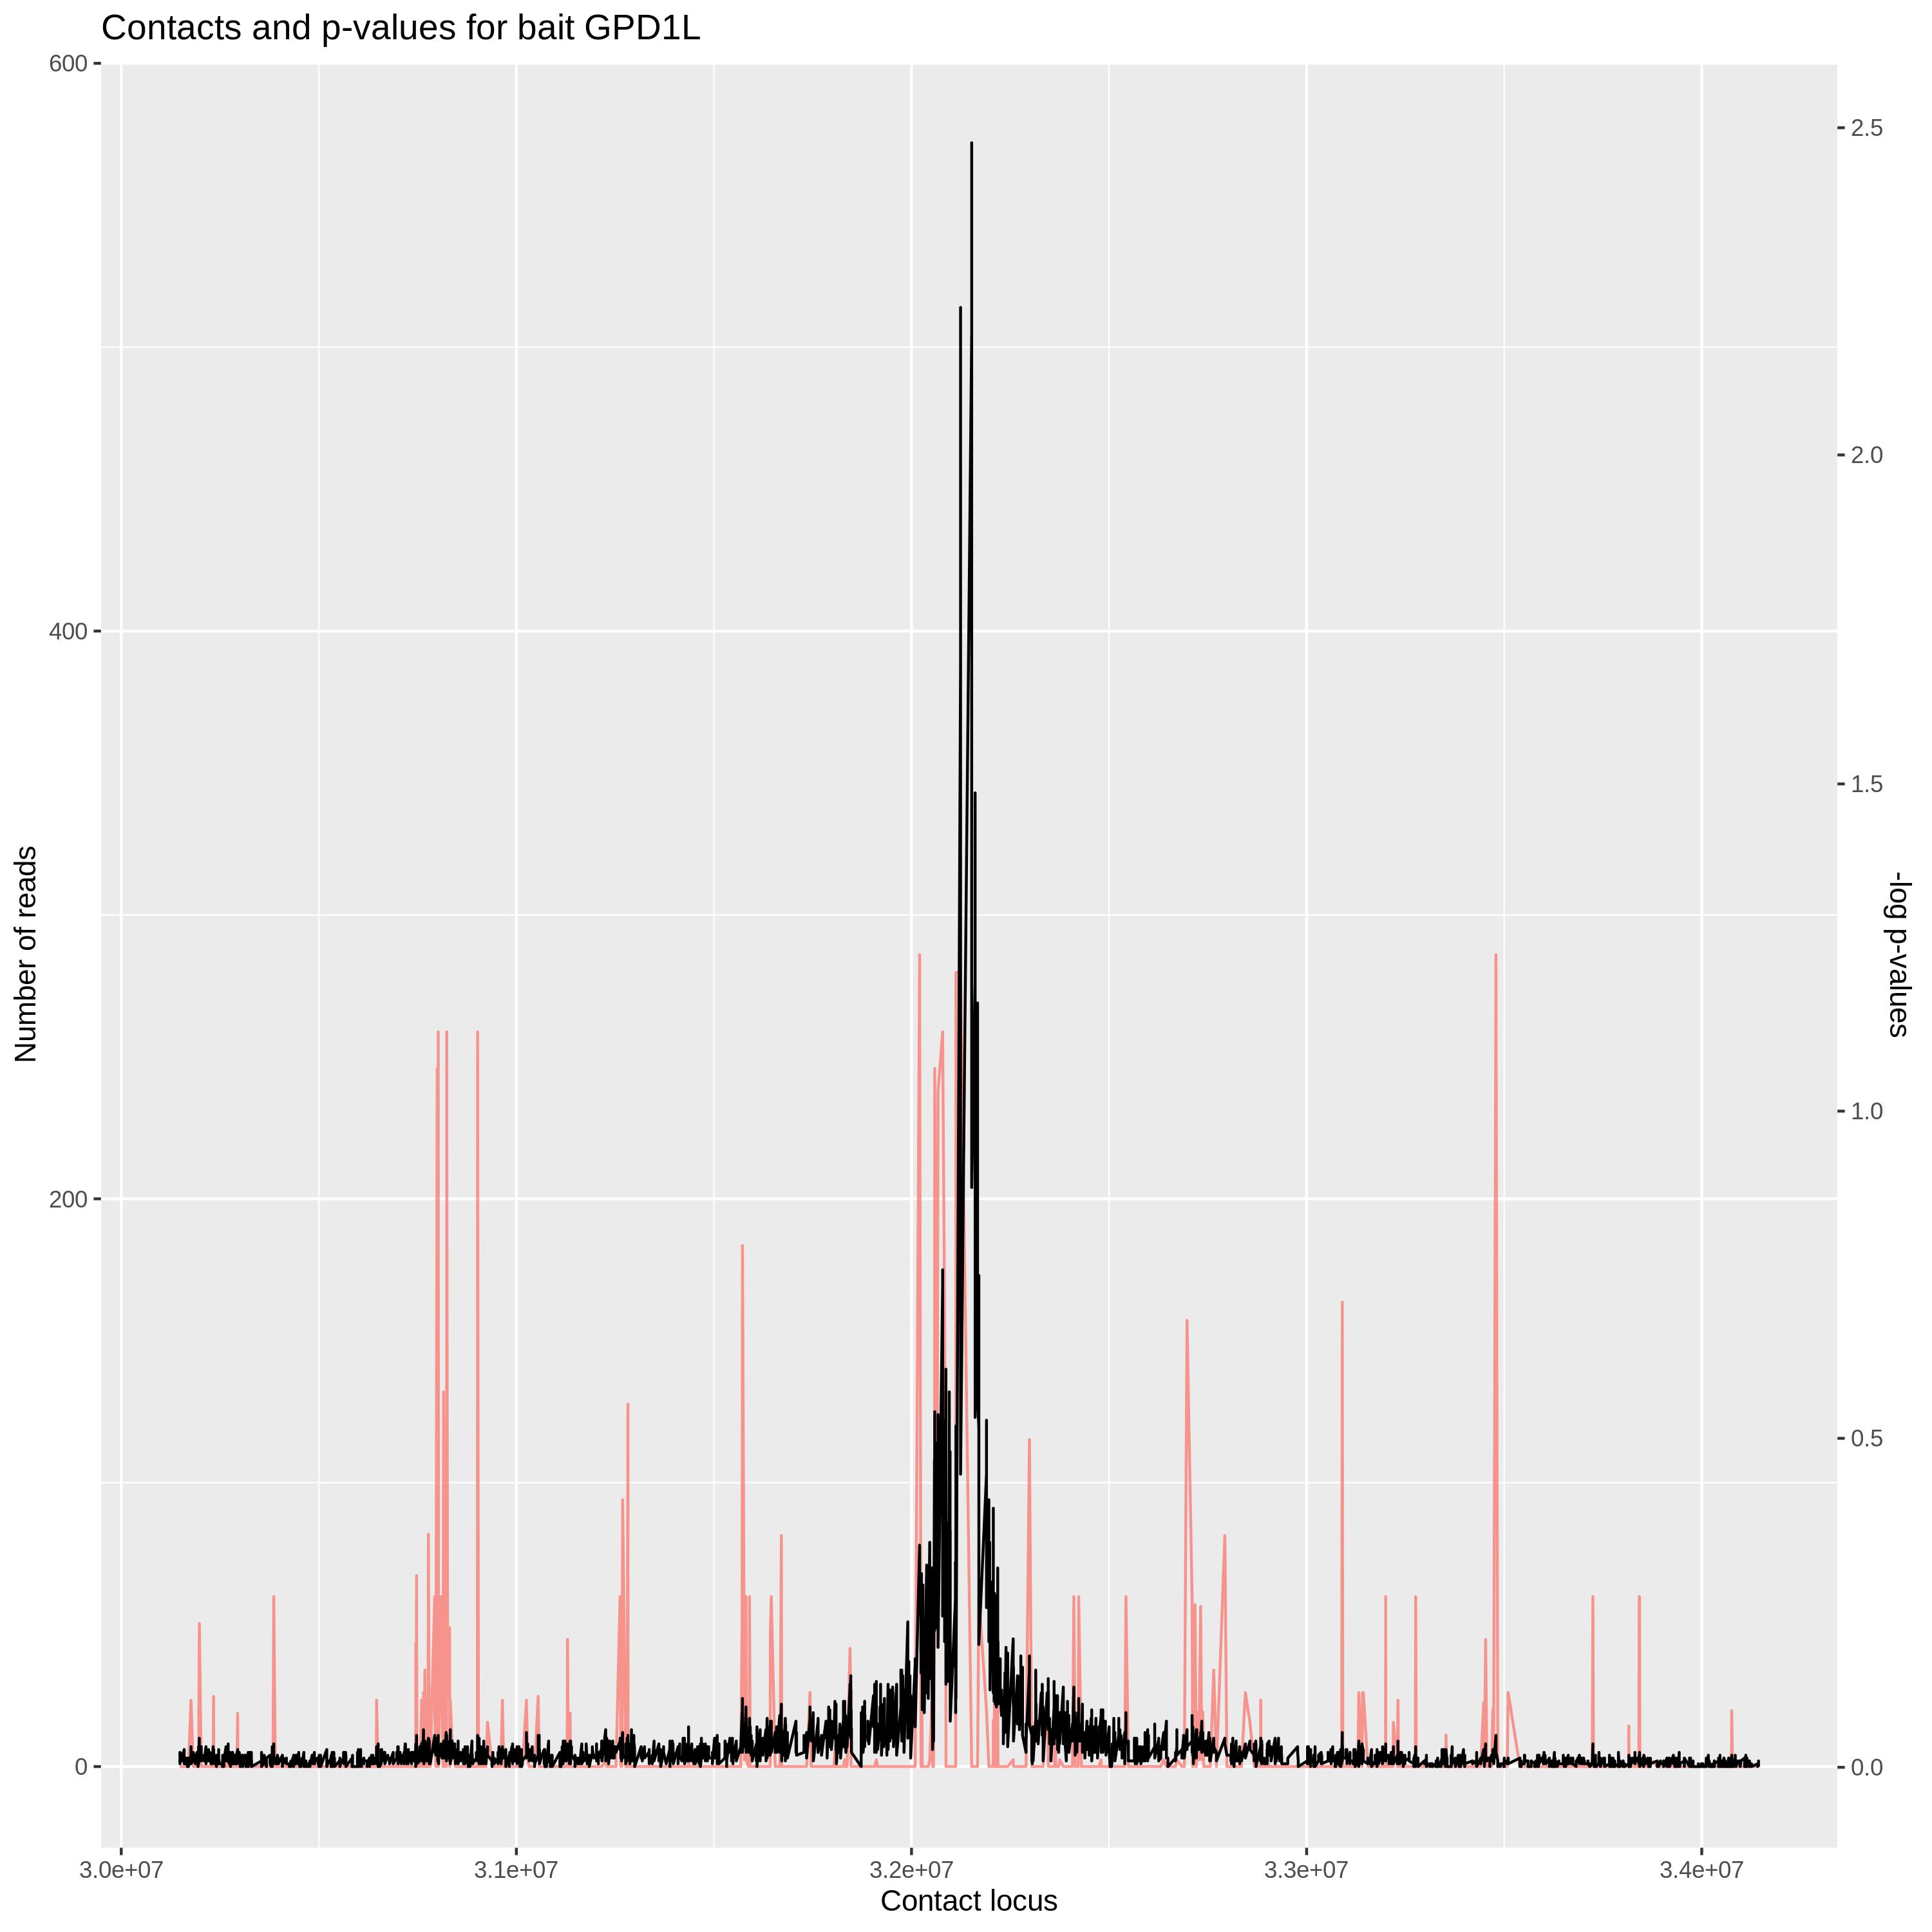 Contacts and p-values for bait GPD1L
600
400
200
0
Number of reads
2.5
2.0
1.5
1.0
0.5
0.0
-log p-values
3.0e+07
3.1e+07
3.2e+07
3.3e+07
3.4e+07
Contact locus